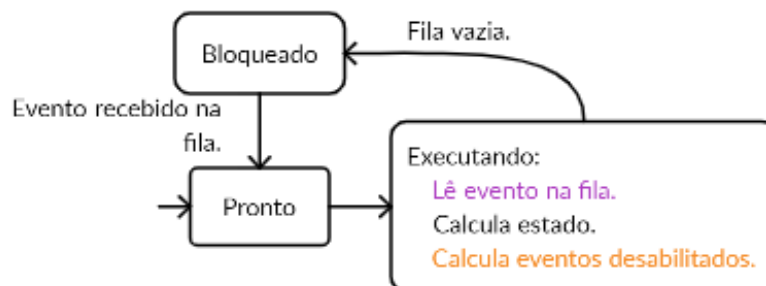 Fila vazia.
Bloqueado
Evento recebido na
fila.
Pronto
Executando:
Lê evento na fila.
Calcula estado.
Calcula eventos desabilitados.